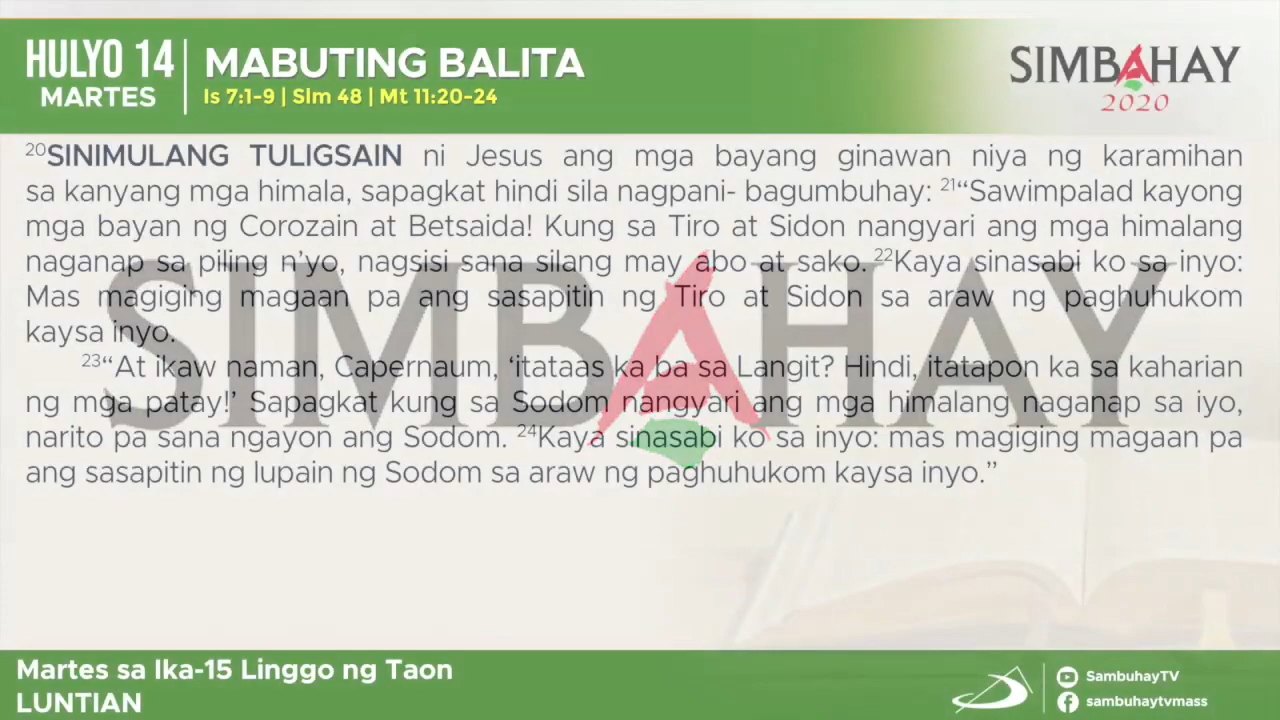 HULYO 14
MARTES
MABUTING BALITA
Is 7:1-9 | Slm 48 | Mt 11:20-24
SIMBAHAY
2020
20SINIMULANG TULIGSAIN ni Jesus ang mga bayang ginawan niya ng karamihan
sa kanyang mga himala, sapagkat hindi sila nagpani- bagumbuhay: 21“Sawimpalad kayong
mga bayan ng Corozain at Betsaida! Kung sa Tiro at Sidon nangyari ang mga himalang
naganap sa piling n’yo, nagsisi sana silang may abo at sako. 22Kaya sinasabi ko sa inyo:
Mas magiging magaan pa ang sasapitin ng Tiro at Sidon sa araw ng paghuhukom
kaysa inyo.
23“At ikaw naman, Capernaum, ‘itataas ka ba sa Langit? Hindi, itatapon ka sa kaharian
ng mga patay!’ Sapagkat kung sa Sodom nangyari ang mga himalang naganap sa iyo,
narito pa sana ngayon ang Sodom. 24Kaya sinasabi ko sa inyo: mas magiging magaan pa
ang sasapitin ng lupain ng Sodom sa araw ng paghuhukom kaysa inyo.”
SIMBAHAY
Martes sa Ika-15 Linggo ng Taon
LUNTIAN
SambuhayTV
sambuhaytvmass